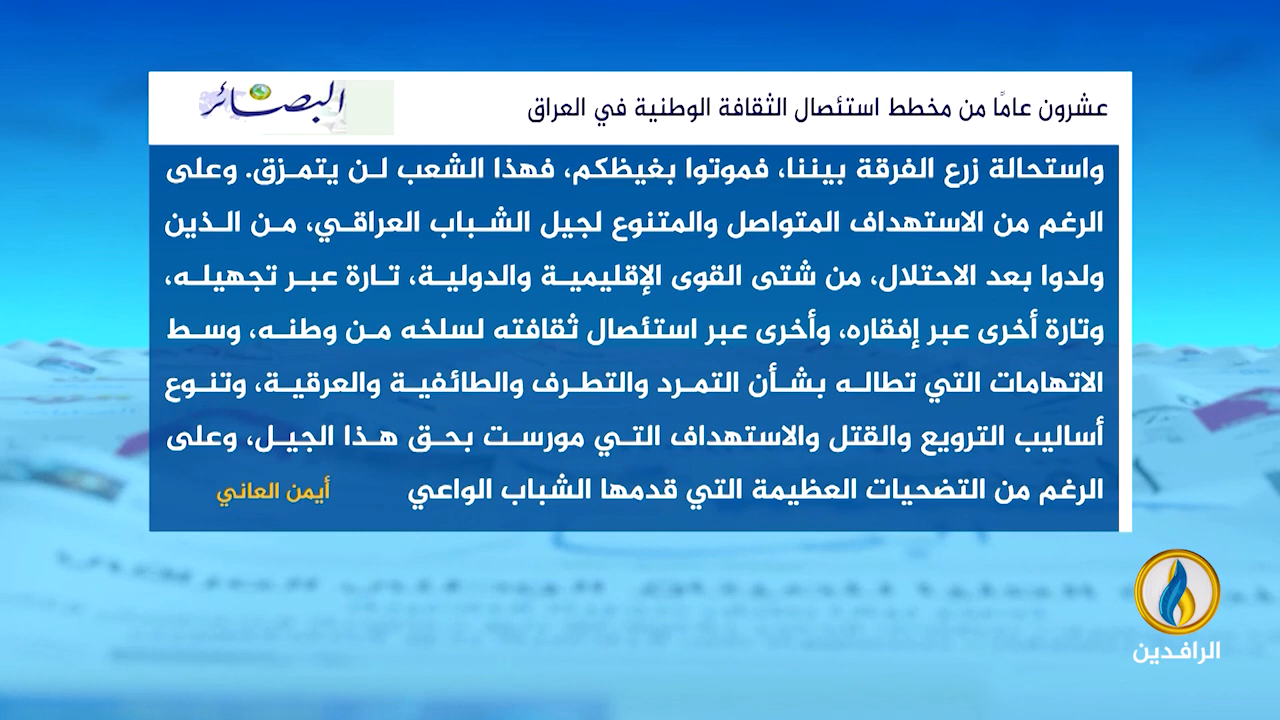 البصائر
عشرون عامًا من مخطط استئصال الثقافة الوطنية في العراق
واستحالة زرع الفرقة بيننا، فموتوا بغيظكم، فهذا الشعب لن يتمزق. وعلى
الرغم من الاستهداف المتواصل والمتنوع لجيل الشباب العراقي، من الذين
ولدوا بعد الاحتلال، من شتى القوى الإقليمية والدولية، تارة عبر تجهيله،
وتارة أخرى عبر إفقاره، وأخرى عبر استئصال ثقافته لسلخه من وطنه، وسط
الاتهامات التي تطاله بشأن التمرد والتطرف والطائفية والعرقية، وتنوع
أساليب الترويع والقتل والاستهداف التي مورست بحق هذا الجيل، وعلى
الرغم من التضحيات العظيمة التي قدمها الشباب الواعي
أيمن العاني
الرافدين